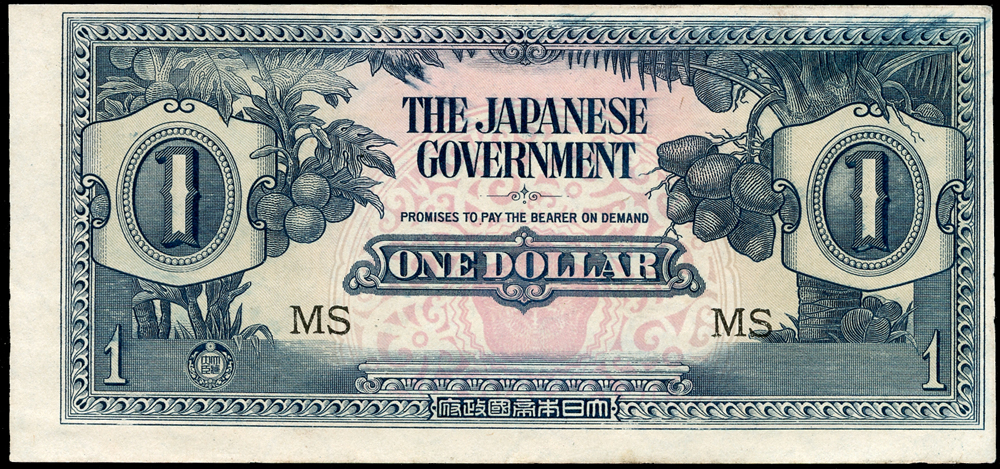 1
THE JAPANESE
GOVERNMENT
1
PROMISES TO PAY THE BEARER ON DEMAND
ONE DOLLAR
MS
MS
1
1
大日本帝國政府